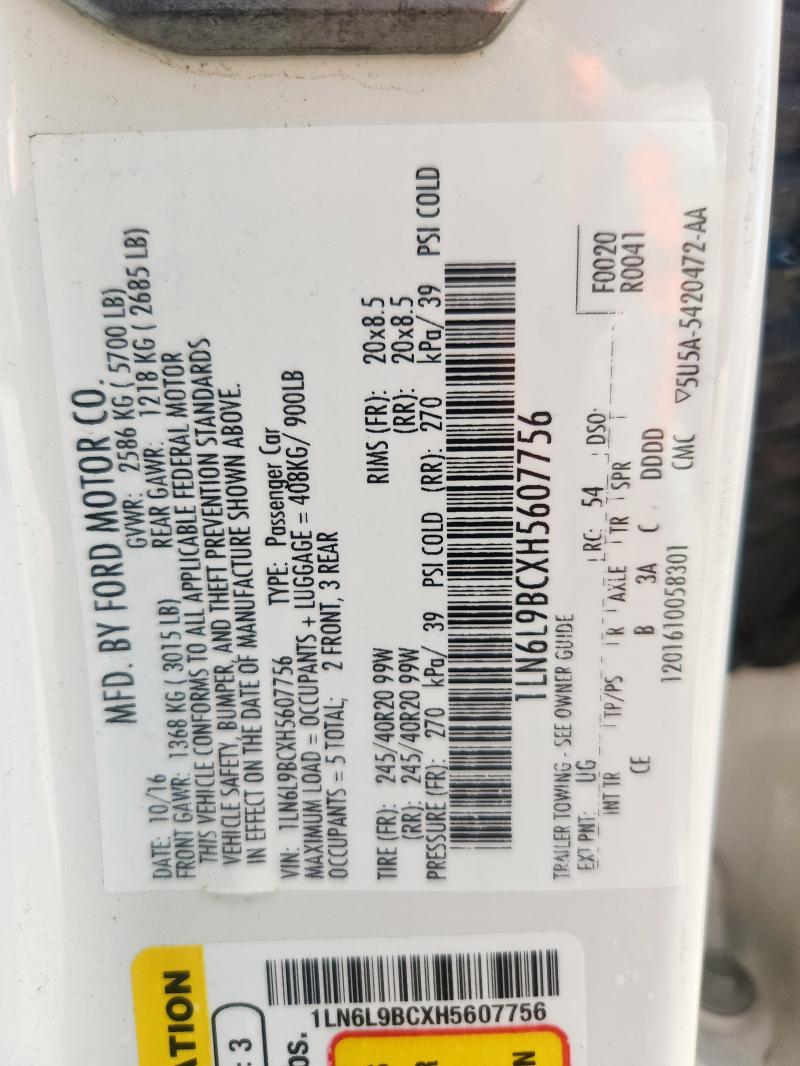 MFD. BY FORD MOTOR CO.
DATE: 10/16 GVWR: 2586 KG ( 5700 LB)
FRONT GAWR: 1368 KG ( 3015 LB) REAR GAWR: 1218 KG ( 2685 LB)
THIS VEHICLE CONFORMS TO ALL APPLICABLE FEDERAL MOTOR
VEHICLE SAFETY, BUMPER, AND THEFT PREVENTION STANDARDS
IN EFFECT ON THE DATE OF MANUFACTURE SHOWN ABOVE.
VIN: 1LN6L9BCXH5607756 TYPE: Passenger Car
MAXIMUM LOAD = OCCUPANTS + LUGGAGE = 408KG/ 900LB
OCCUPANTS = 5 TOTAL; 2 FRONT, 3 REAR
TIRE (FR): 245/40R20 99W RIMS (FR): 20x8.5
(RR): 245/40R20 99W (RR): 20x8.5
PRESSURE (FR): 270 kPa/ 39 PSI COLD (RR): 270 kPa/ 39 PSI COLD
1LN6L9BCXH5607756
TRAILER TOWING - SEE OWNER GUIDE
EXT PNT: UG RC: 54 DSO: F0020
INT TR TP/PS R AXLE TR SPR R0041
CE B 3A C DDDD
1201610058301 CMC ▽5U5A-5420472-AA
ATION
: 3
OS.
1LN6L9BCXH5607756
S
R
N